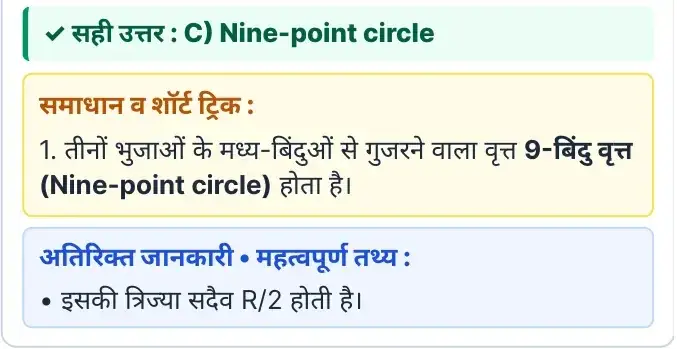 ✓ सही उत्तर : C) Nine-point circle
समाधान व शॉर्ट ट्रिक :
1. तीनों भुजाओं के मध्य-बिंदुओं से गुजरने वाला वृत्त 9-बिंदु वृत्त
(Nine-point circle) होता है।
अतिरिक्त जानकारी • महत्वपूर्ण तथ्य :
• इसकी त्रिज्या सदैव R/2 होती है।